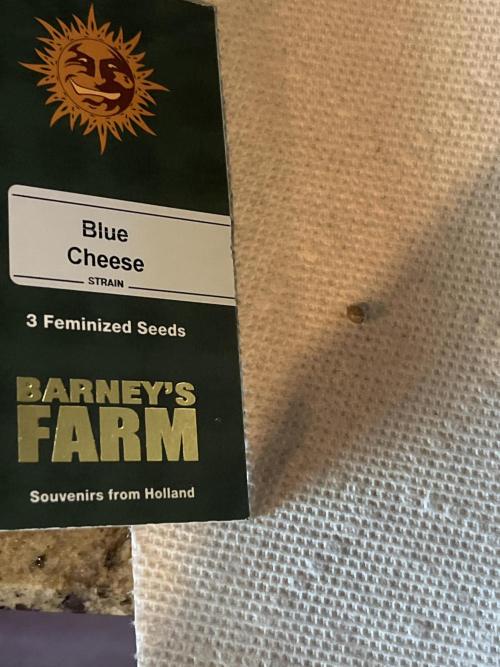 Blue
Cheese
STRAIN
3 Feminized Seeds
BARNEY'S
FARM
Souvenirs from Holland